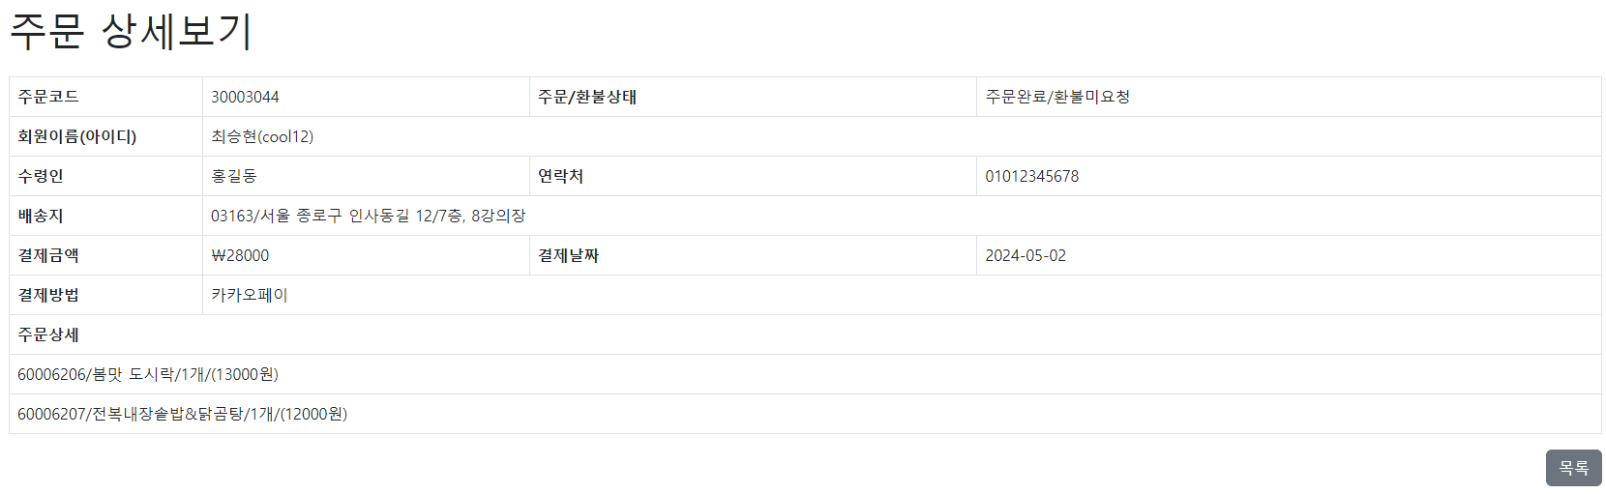 주문 상세보기
주문코드 30003044 주문/환불상태 주문완료/환불미요청
회원이름(아이디) 최승현(cool12)
수령인 홍길동 연락처 01012345678
배송지 03163/서울 종로구 인사동길 12/7층, 8강의장
결제금액 ₩28000 결제날짜 2024-05-02
결제방법 카카오페이
주문상세
60006206/봄맛 도시락/1개/(13000원)
60006207/전복내장솥밥&닭곰탕/1개/(12000원)
목록